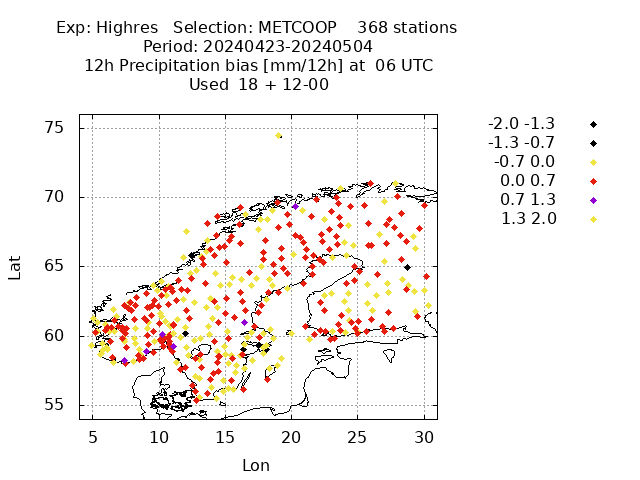 Exp: Highres   Selection: METCOOP    368 stations
Period: 20240423-20240504
12h Precipitation bias [mm/12h] at  06 UTC
Used  18 + 12-00
-2.0 -1.3
-1.3 -0.7
-0.7 0.0
0.0 0.7
0.7 1.3
1.3 2.0
75
70
65
60
55
Lat
5 10 15 20 25 30
Lon